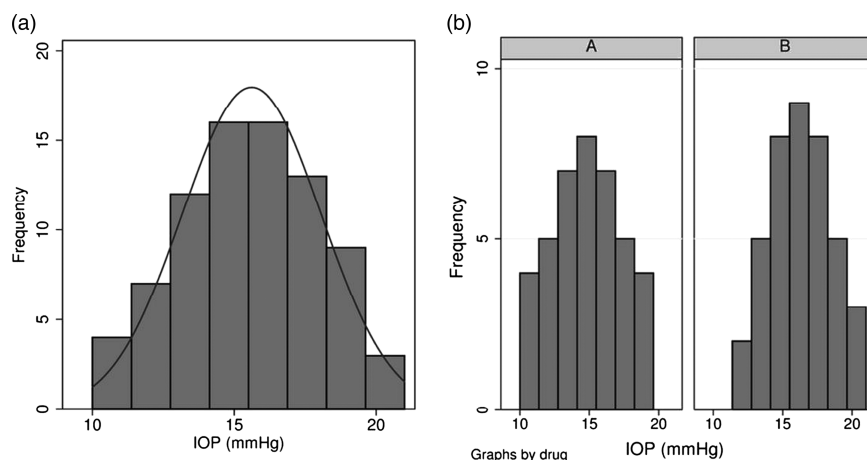 (a)
20
15
10
5
0
Frequency
10 15 20
IOP (mmHg)
(b)
A B
10
5
0
Frequency
10 15 20 10 15 20
Graphs by drug IOP (mmHg)